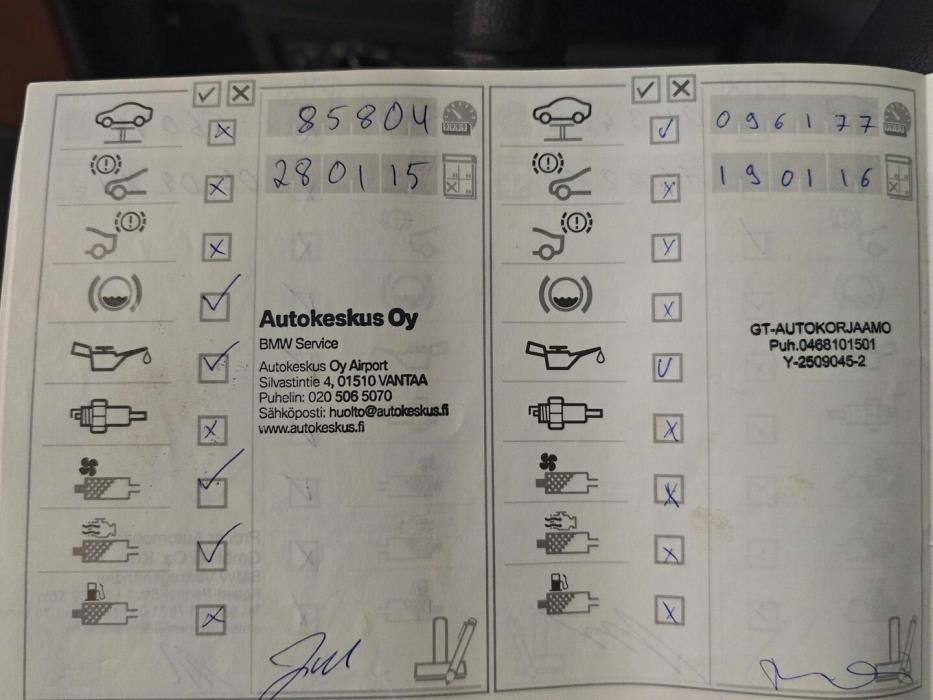 85804
280115
Autokeskus Oy
BMW Service
Autokeskus Oy Airport
Silvastintie 4, 01510 VANTAA
Puhelin: 020 506 5070
Sähköposti: huolto@autokeskus.fi
www.autokeskus.fi
096177
190116
GT-AUTOKORJAAMO
Puh.0468101501
Y-2509045-2